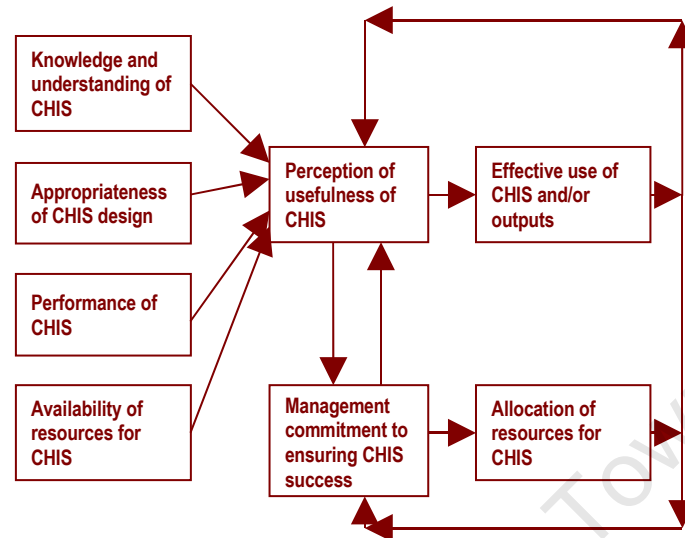 Knowledge and
understanding of
CHIS
Appropriateness
of CHIS design
Performance of
CHIS
Availability of
resources for
CHIS
Perception of
usefulness of
CHIS
Effective use of
CHIS and/or
outputs
Management
commitment to
ensuring CHIS
success
Allocation of
resources for
CHIS
Tow